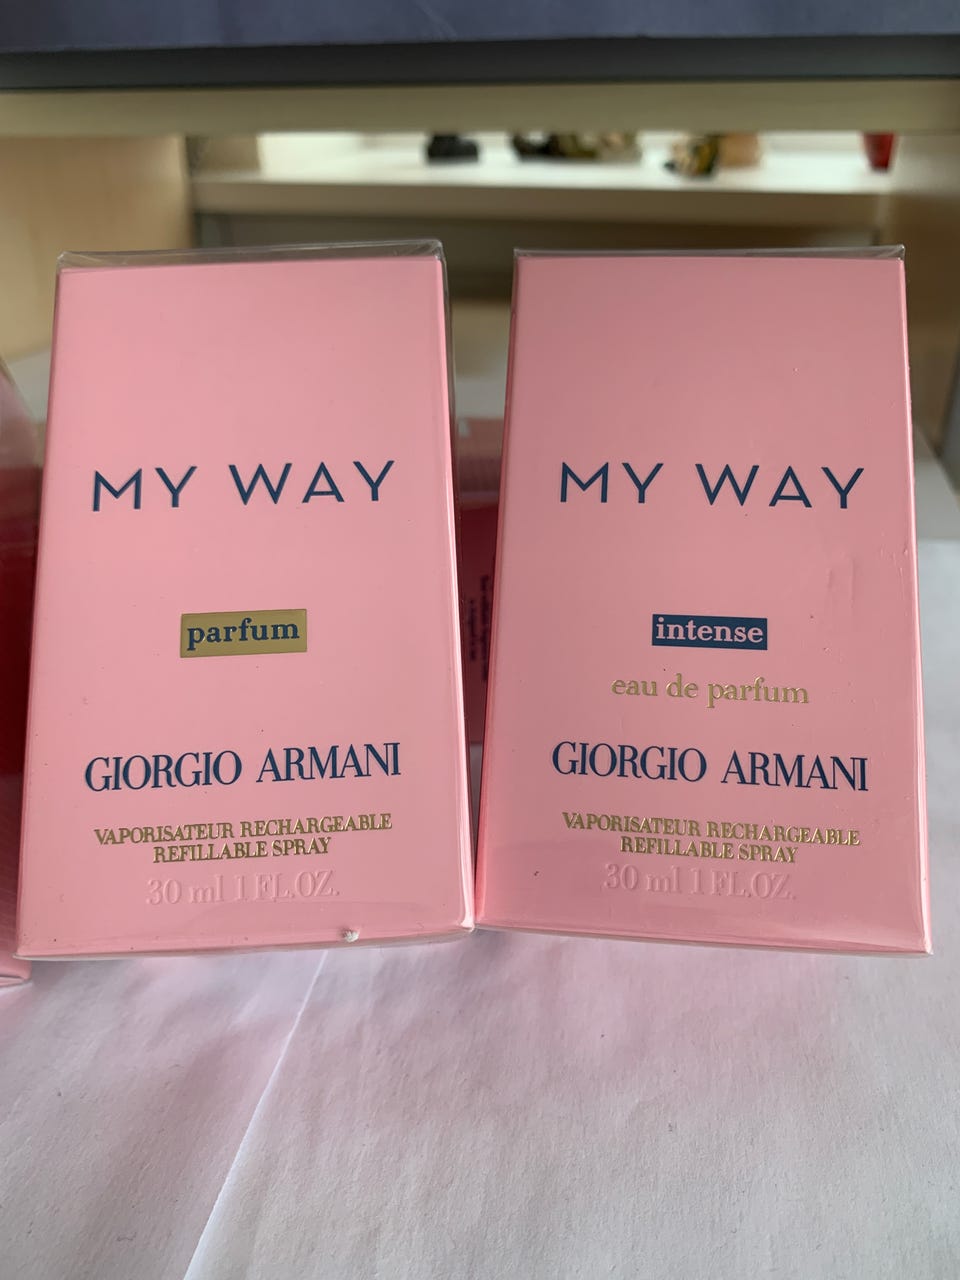 MY WAY
parfum
GIORGIO ARMANI
VAPORISATEUR RECHARGEABLE
REFILLABLE SPRAY
30 ml 1 FL.OZ.
MY WAY
intense
eau de parfum
GIORGIO ARMANI
VAPORISATEUR RECHARGEABLE
REFILLABLE SPRAY
30 ml 1 FL.OZ.